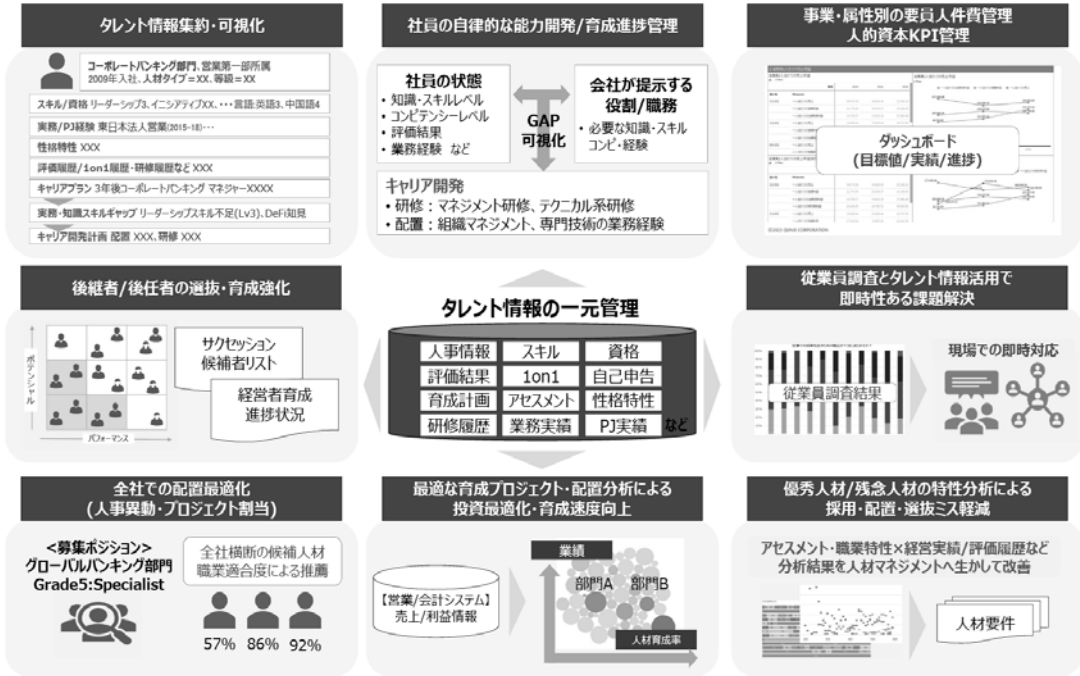 タレント情報集約・可視化
コーポレートバンキング部門、営業第一部所属
2009年入社、人材タイプ=XX、等級=XX
スキル/資格 リーダーシップ3、イニシアティブXX、・・・言語:英語3、中国語4
実務/PJ経験 東日本法人営業(2015-18)…
性格特性 XXX
評価履歴/1on1履歴・研修履歴など XXX
キャリアプラン 3年後コーポレートバンキング マネジャーXXXX
実務・知識スキルギャップ リーダーシップスキル不足(Lv3)、DeFi知見
キャリア開発計画 配置 XXX、研修 XXX
社員の自律的な能力開発/育成進捗管理
社員の状態
・知識・スキルレベル
・コンピテンシーレベル
・評価結果
・業務経験 など
GAP
可視化
会社が提示する
役割/職務
・必要な知識・スキル
コンピ・経験
キャリア開発
・研修：マネジメント研修、テクニカル系研修
・配置：組織マネジメント、専門技術の業務経験
事業・属性別の要員人件費管理
人的資本KPI管理
ダッシュボード
(目標値/実績/進捗)
後継者/後任者の選抜・育成強化
ポテンシャル
パフォーマンス
サクセッション
候補者リスト
経営者育成
進捗状況
タレント情報の一元管理
人事情報 スキル 資格
評価結果 1on1 自己申告
育成計画 アセスメント 性格特性
研修履歴 業務実績 PJ実績 など
従業員調査とタレント情報活用で
即時性ある課題解決
従業員調査結果
現場での即時対応
全社での配置最適化
(人事異動・プロジェクト割当)
<募集ポジション>
グローバルバンキング部門
Grade5:Specialist
全社横断の候補人材
職業適合度による推薦
57% 86% 92%
最適な育成プロジェクト・配置分析による
投資最適化・育成速度向上
【営業/会計システム】
売上/利益情報
業績
部門A 部門B
人材育成率
優秀人材/残念人材の特性分析による
採用・配置・選抜ミス軽減
アセスメント・職業特性×経営実績/評価履歴など
分析結果を人材マネジメントへ生かして改善
人材要件